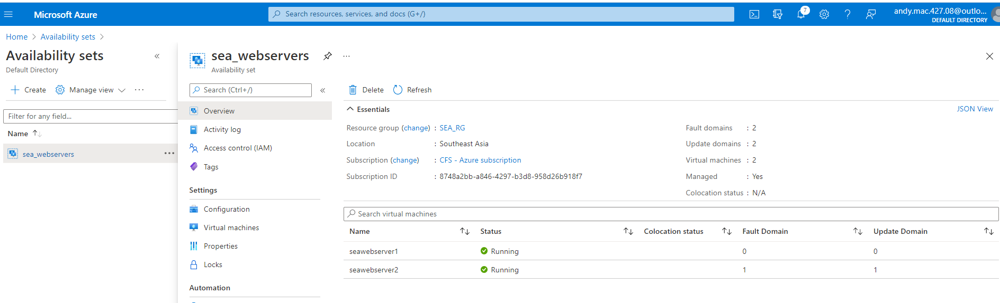 Microsoft Azure
Search resources, services, and docs (G+/)
7
andy.mac.427.08@outlo...
DEFAULT DIRECTORY
Home > Availability sets >
Availability sets
Default Directory
Create
Manage view
...
Filter for any field...
Name
sea_webservers
...
sea_webservers
...
Availability set
Search (Ctrl+/)
Overview
Activity log
Access control (IAM)
Tags
Settings
Configuration
Virtual machines
Properties
Locks
Automation
Delete
Refresh
Essentials
JSON View
Resource group (change) : SEA_RG
Location : Southeast Asia
Subscription (change) : CFS - Azure subscription
Subscription ID : 8748a2bb-a846-4297-b3d8-958d26b918f7
Fault domains : 2
Update domains : 2
Virtual machines : 2
Managed : Yes
Colocation status : N/A
Search virtual machines
Name Status Colocation status Fault Domain Update Domain
seawebserver1 Running 0 0
seawebserver2 Running 1 1